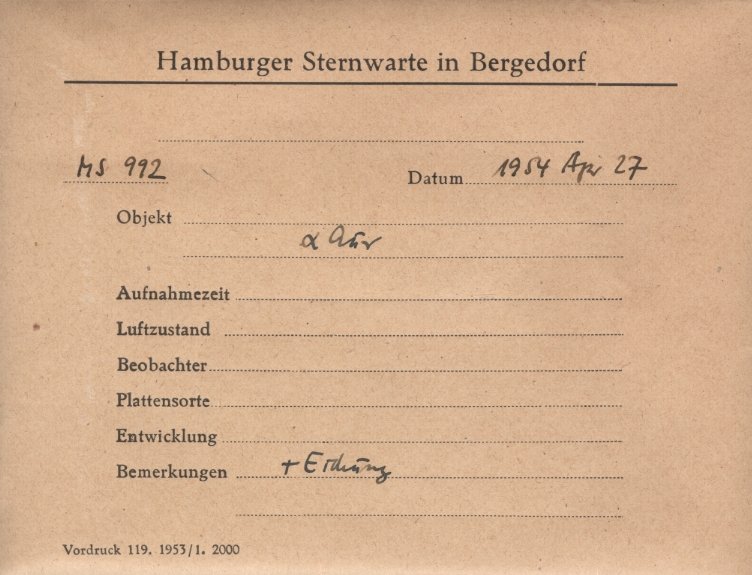 Hamburger Sternwarte in Bergedorf
MS 992 Datum 1954 Apr 27
Objekt
α Aur
Aufnahmezeit
Luftzustand
Beobachter
Plattensorte
Entwicklung
Bemerkungen + Eichung
Vordruck 119. 1953/1. 2000